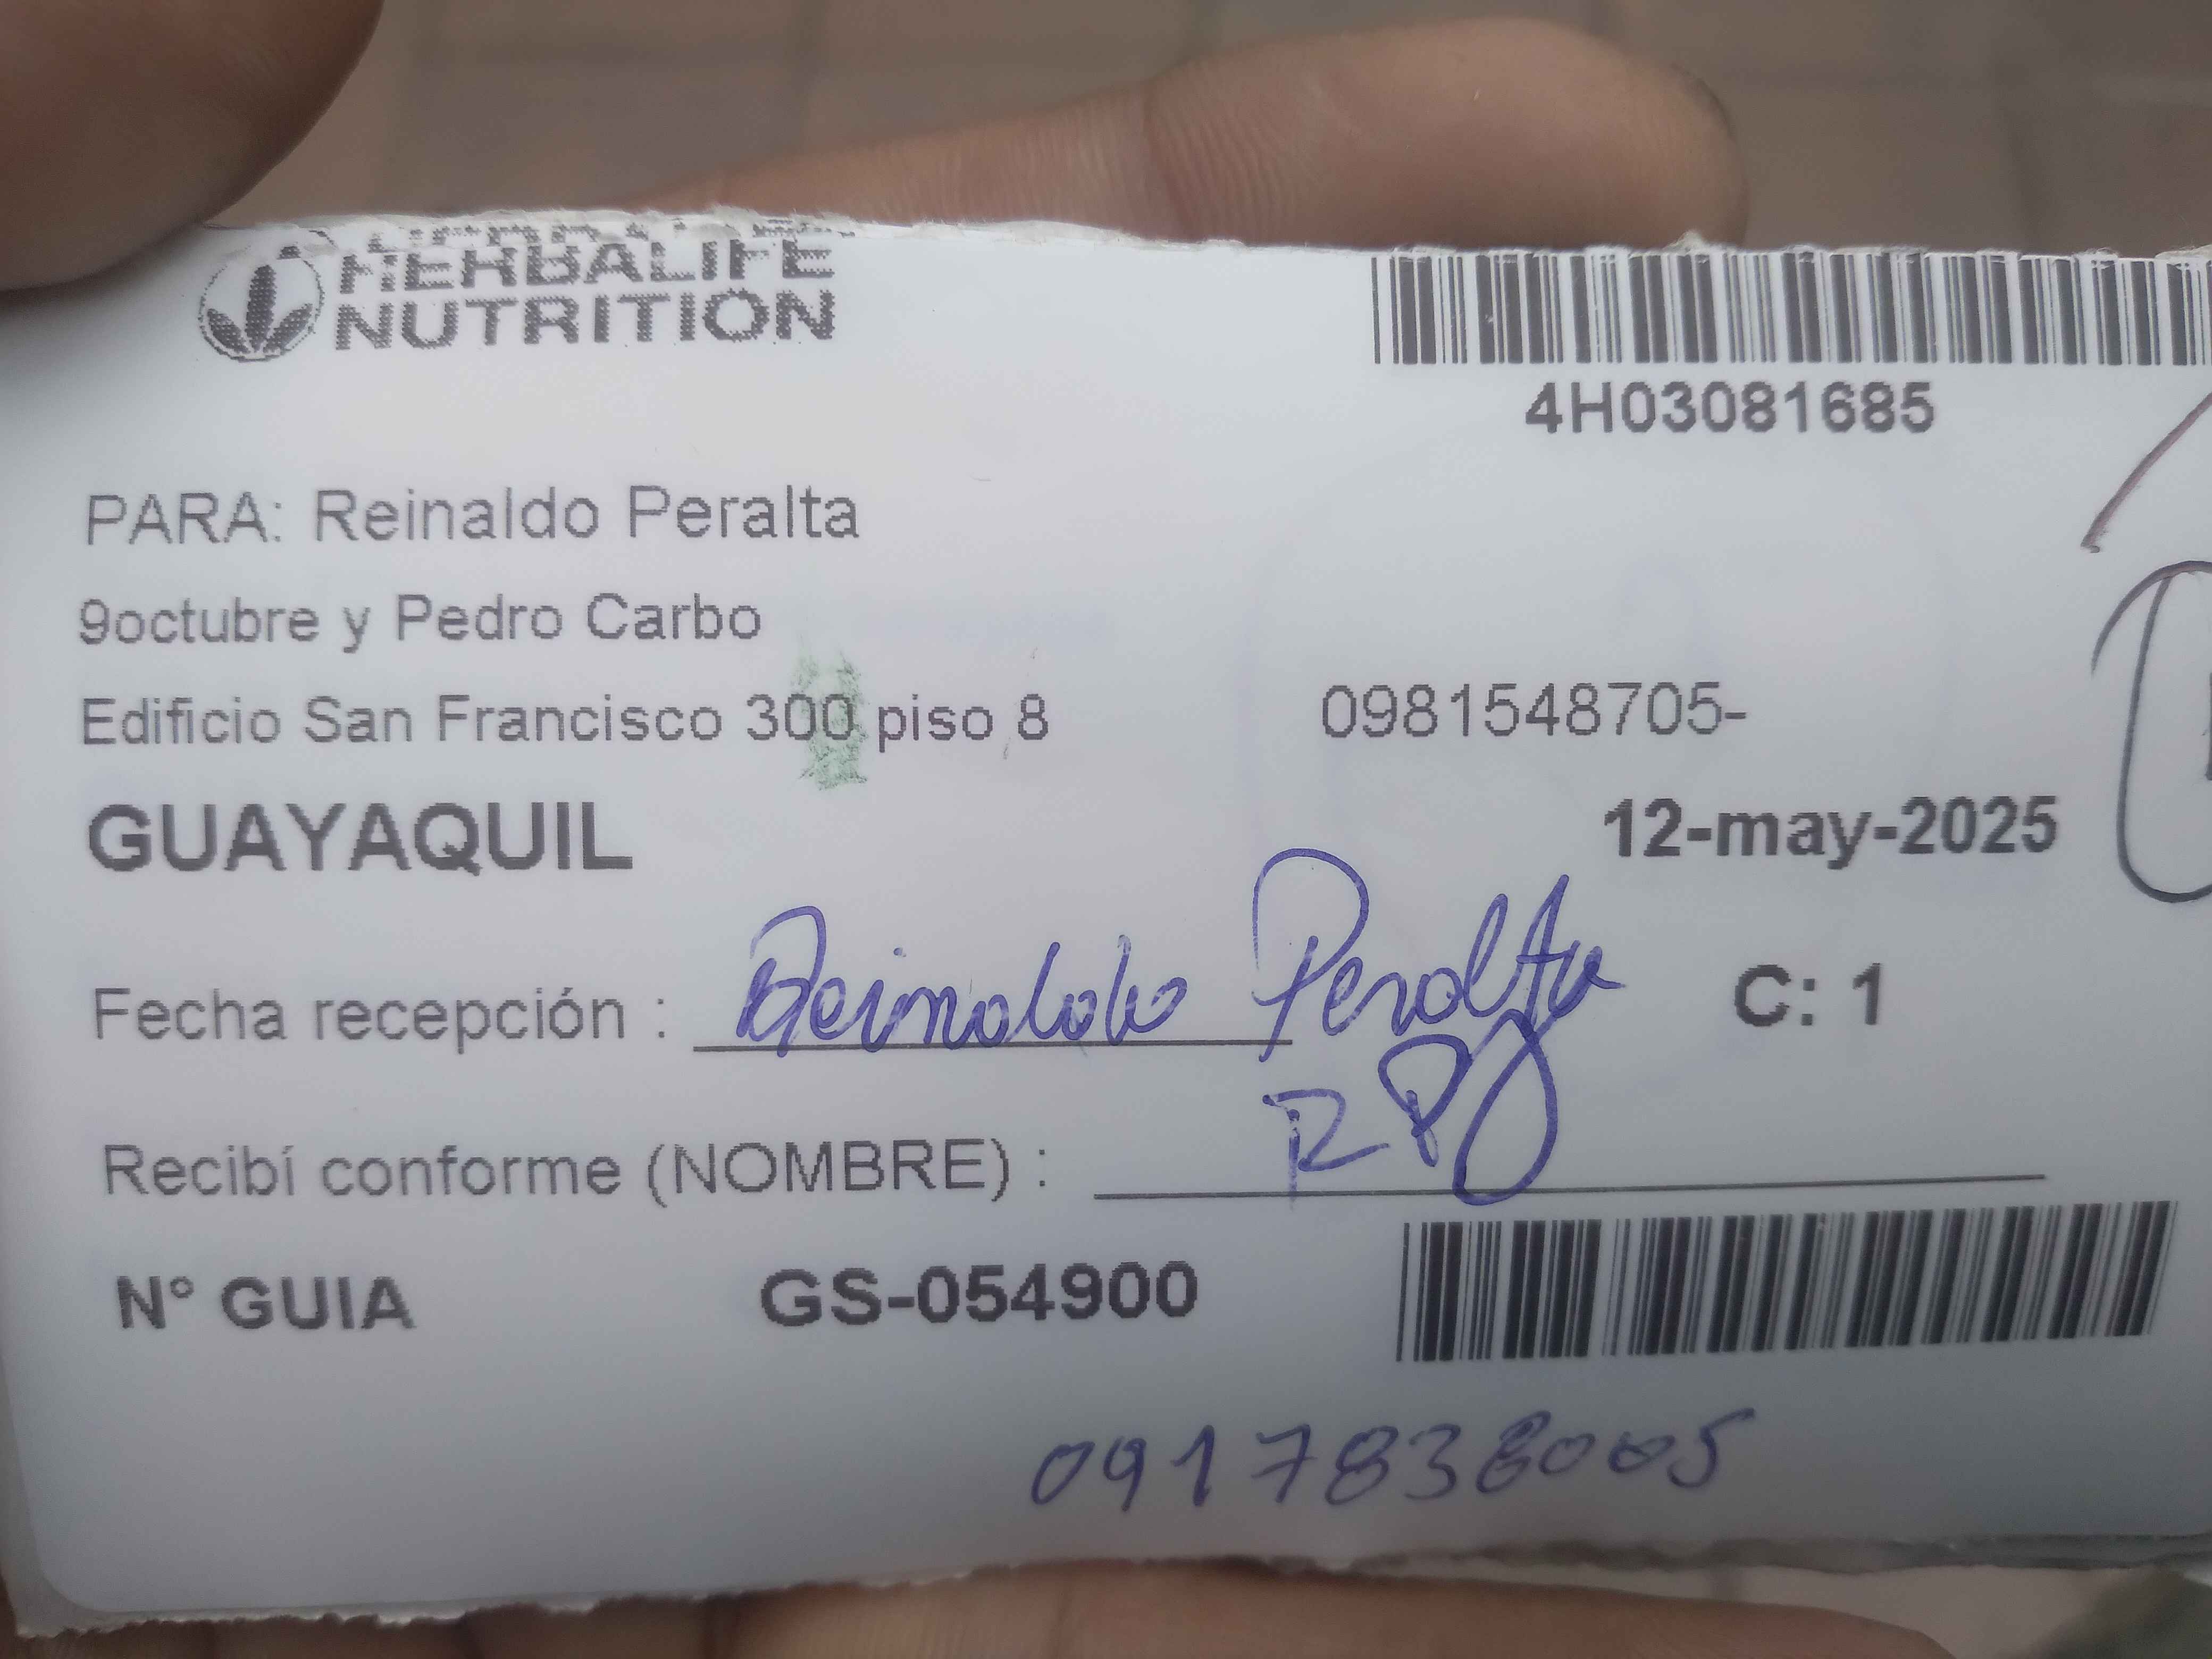 HERBALIFE
NUTRITION
4H03081685
PARA: Reinaldo Peralta
9octubre y Pedro Carbo
Edificio San Francisco 300 piso 8
0981548705-
GUAYAQUIL
12-may-2025
Fecha recepción : Reinaldo Peralta
C: 1
Recibí conforme (NOMBRE) : RP
N° GUIA GS-054900
0917838005